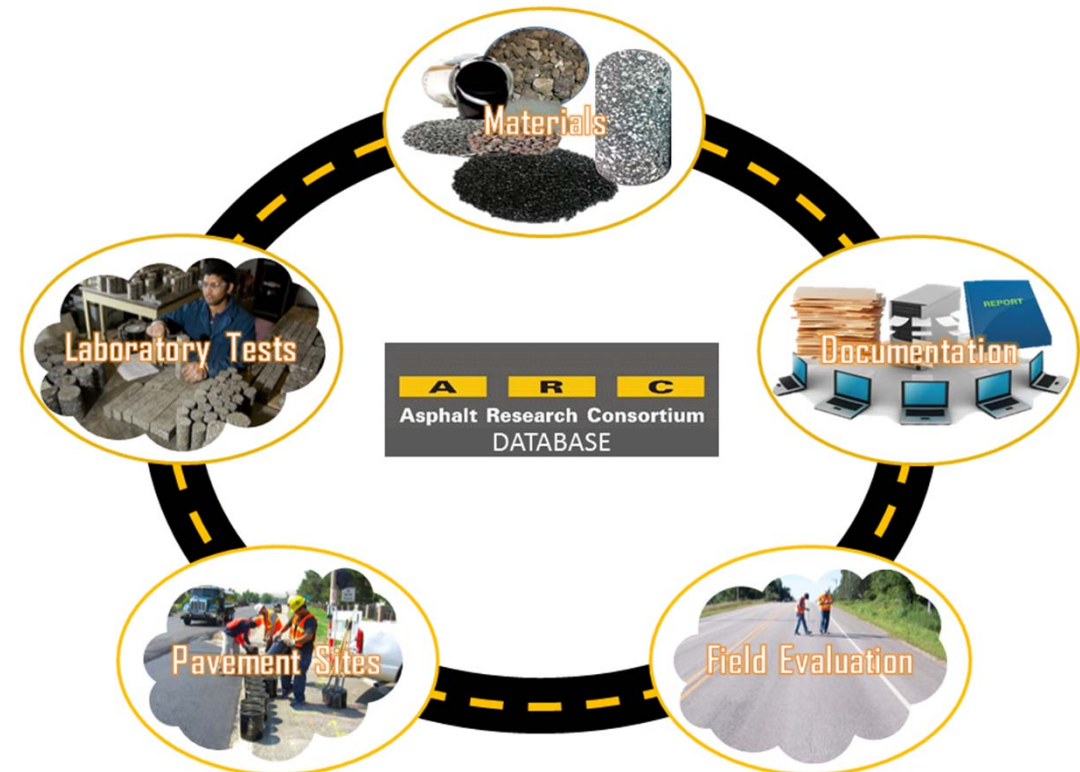 Materials
Laboratory Tests
Documentation
REPORT
A R C
Asphalt Research Consortium
DATABASE
Pavement Sites
Field Evaluation